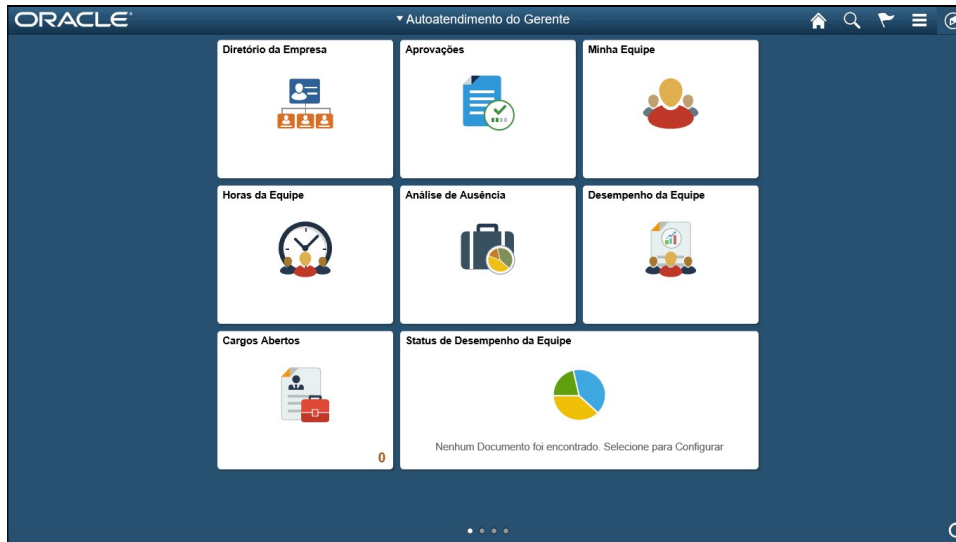 ORACLE
Autoatendimento do Gerente
Diretório da Empresa
Aprovações
Minha Equipe
Horas da Equipe
Análise de Ausência
Desempenho da Equipe
Cargos Abertos
0
Status de Desempenho da Equipe
Nenhum Documento foi encontrado. Selecione para Configurar